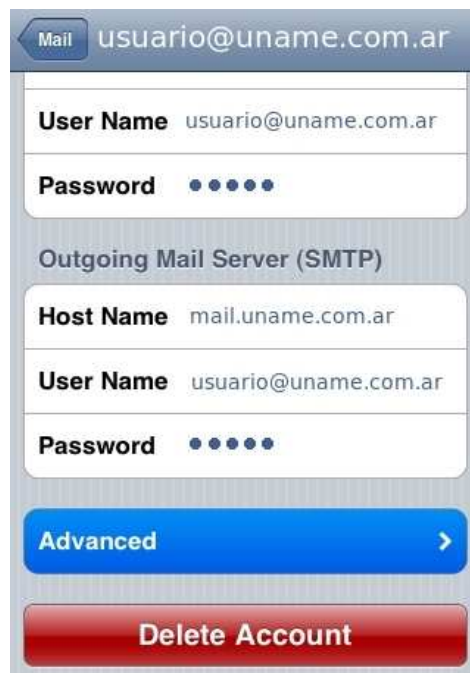 Mail usuario@uname.com.ar
User Name usuario@uname.com.ar
Password •••••
Outgoing Mail Server (SMTP)
Host Name mail.uname.com.ar
User Name usuario@uname.com.ar
Password •••••
Advanced
Delete Account